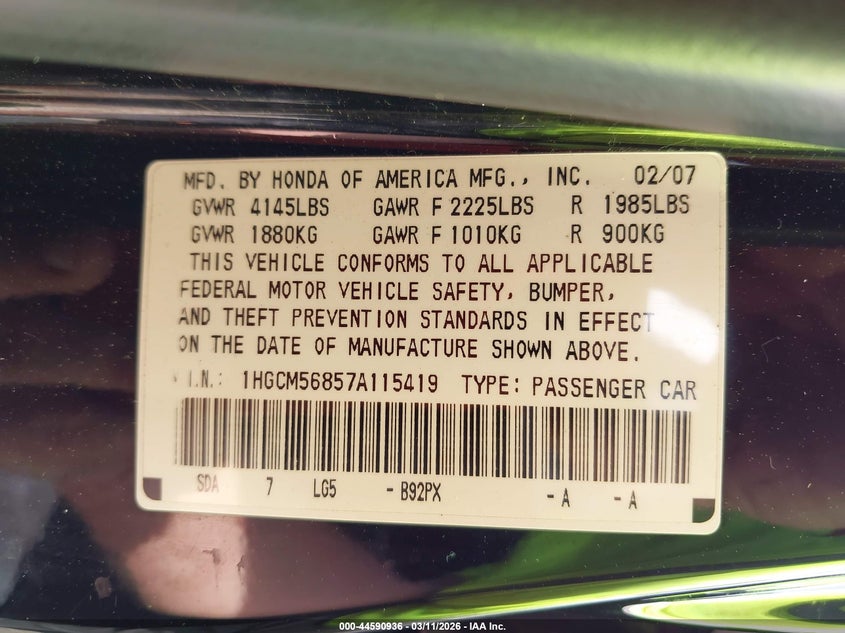 MFD. BY HONDA OF AMERICA MFG., INC. 02/07
GVWR 4145LBS GAWR F 2225LBS R 1985LBS
GVWR 1880KG GAWR F 1010KG R 900KG
THIS VEHICLE CONFORMS TO ALL APPLICABLE
FEDERAL MOTOR VEHICLE SAFETY, BUMPER,
AND THEFT PREVENTION STANDARDS IN EFFECT
ON THE DATE OF MANUFACTURE SHOWN ABOVE.
V.I.N.: 1HGCM56857A115419 TYPE: PASSENGER CAR
SDA 7 LG5 - B92PX - A - A
000-44590936 - 03/11/2026 - IAA Inc.